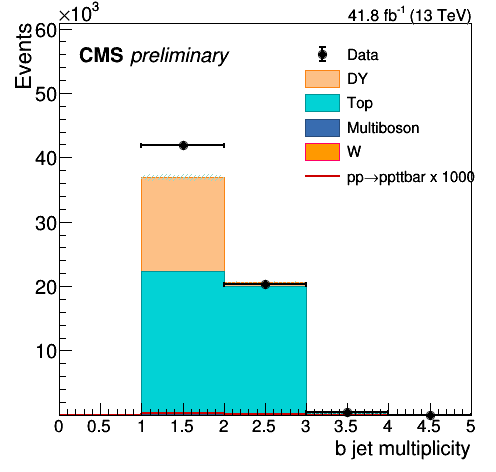 ×10³
41.8 fb⁻¹ (13 TeV)
Events
CMS preliminary
Data
DY
Top
Multiboson
W
pp→ppttbar x 1000
60
50
40
30
20
10
0 0.5 1 1.5 2 2.5 3 3.5 4 4.5 5
b jet multiplicity